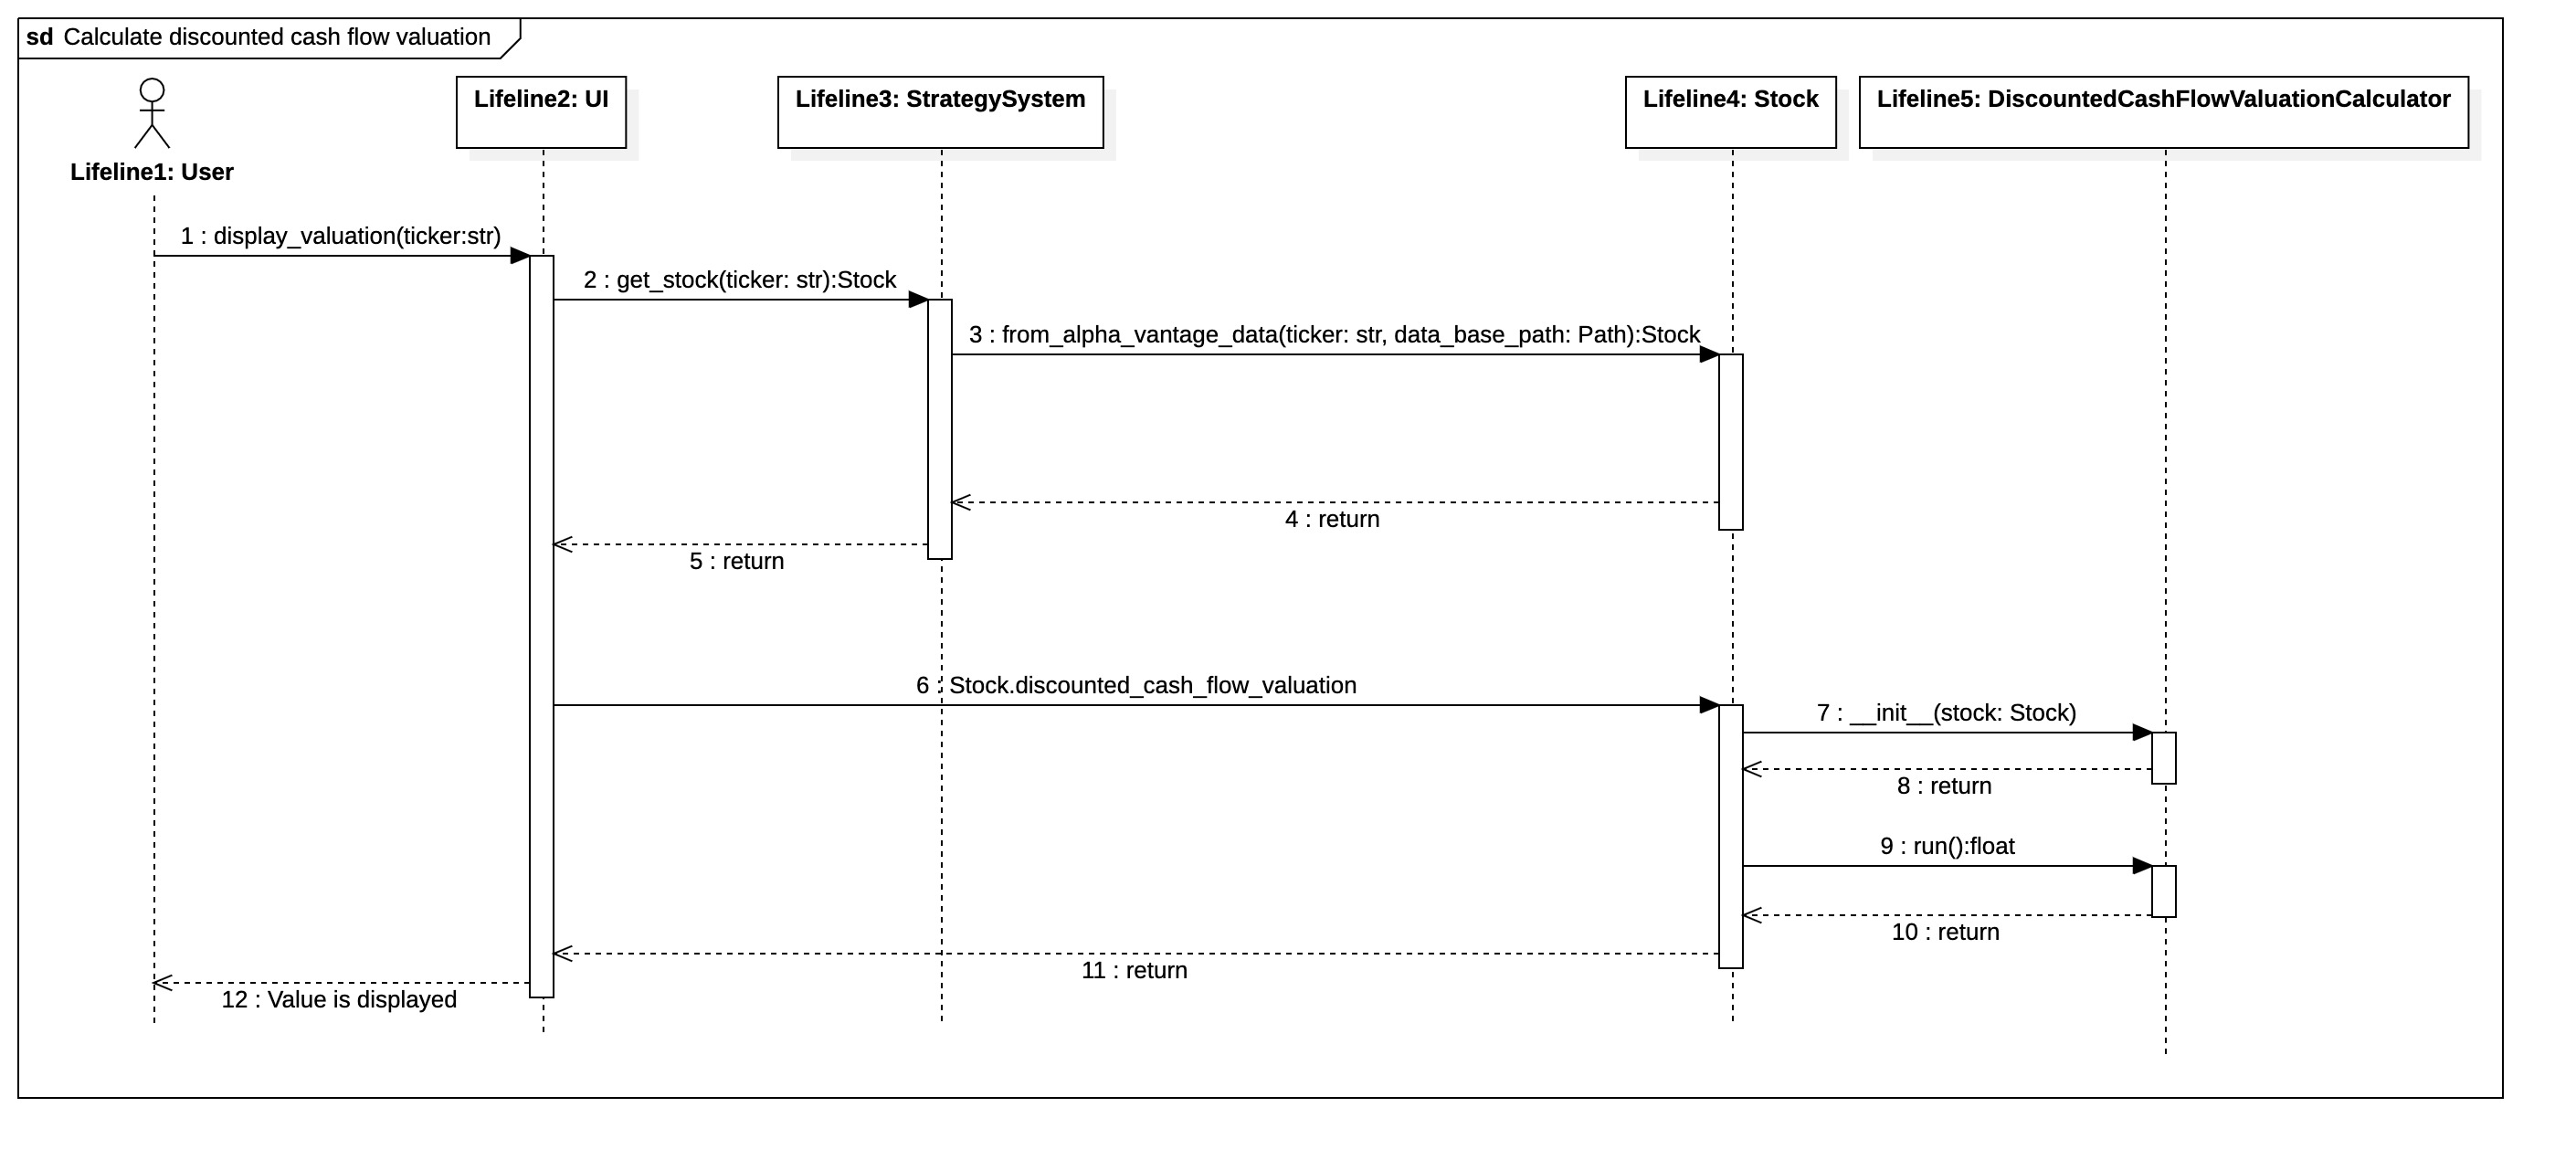 sd Calculate discounted cash flow valuation
Lifeline1: User
Lifeline2: UI
Lifeline3: StrategySystem
Lifeline4: Stock
Lifeline5: DiscountedCashFlowValuationCalculator
1 : display_valuation(ticker:str)
2 : get_stock(ticker: str):Stock
3 : from_alpha_vantage_data(ticker: str, data_base_path: Path):Stock
4 : return
5 : return
6 : Stock.discounted_cash_flow_valuation
7 : __init__(stock: Stock)
8 : return
9 : run():float
10 : return
11 : return
12 : Value is displayed